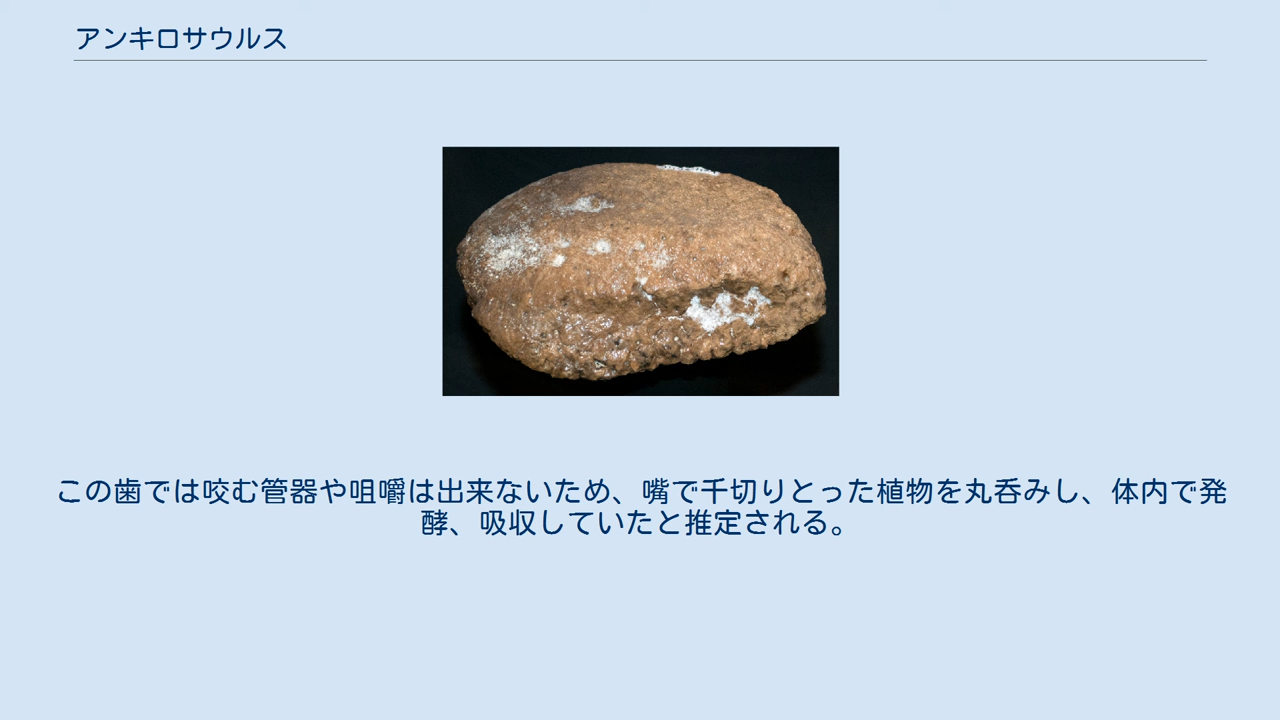 アンキロサウルス
この歯では咬む管器や咀嚼は出来ないため、嘴で千切りとった植物を丸呑みし、体内で発
酵、吸収していたと推定される。